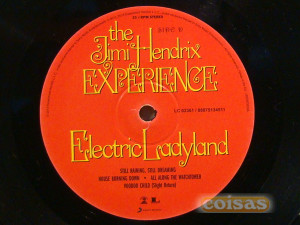 the
Jimi Hendrix
SIDE D
EXPERIENCE
Electric Ladyland
STILL RAINING, STILL DREAMING
HOUSE BURNING DOWN • ALL ALONG THE WATCHTOWER
VOODOO CHILD (Slight Return)
coisas